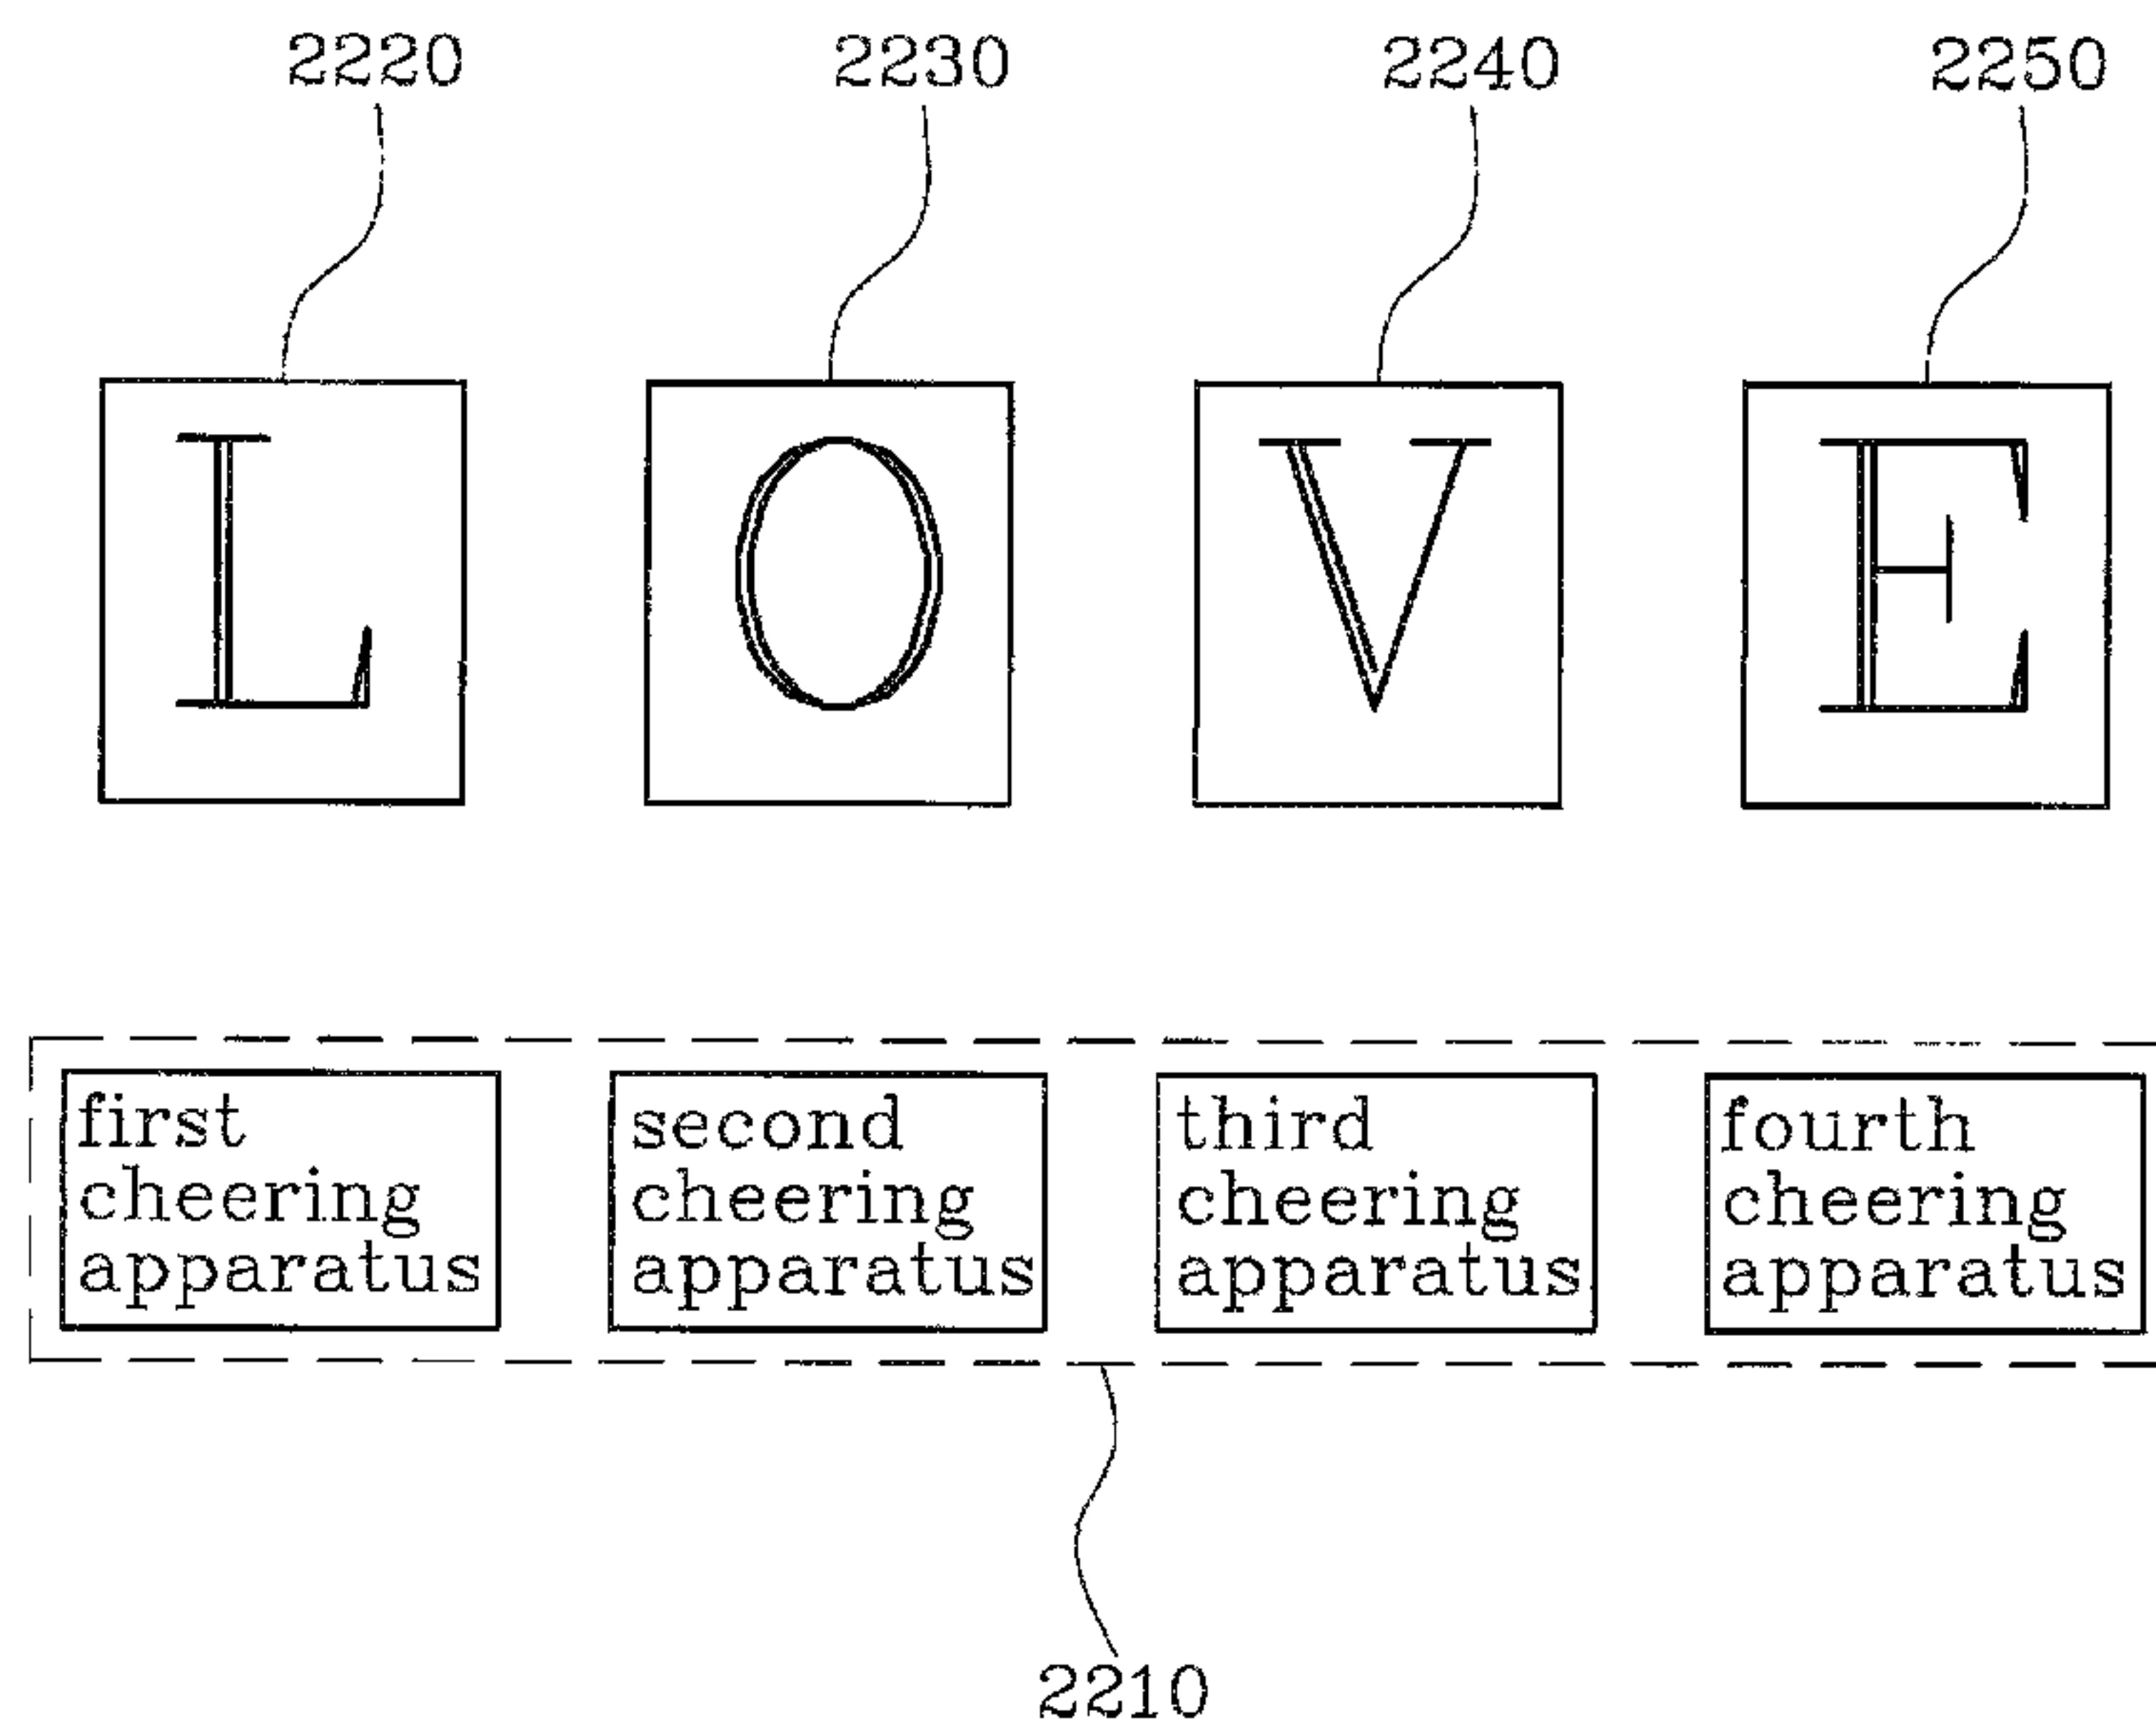 2220 2230 2240 2250
L O V E
first second third fourth
cheering cheering cheering cheering
apparatus apparatus apparatus apparatus
2210